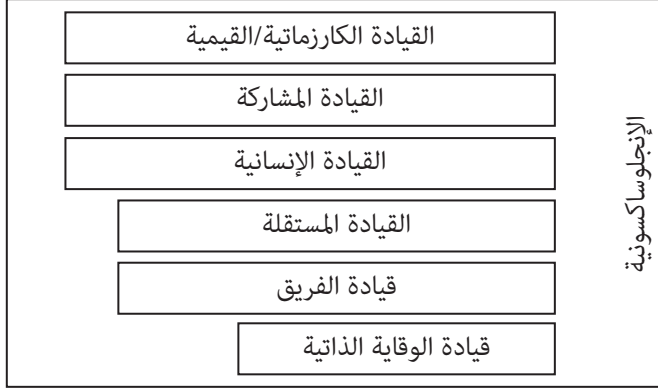 القيادة الكارزماتية/القيمية
القيادة المشاركة
القيادة الإنسانية
القيادة المستقلة
قيادة الفريق
قيادة الوقاية الذاتية
الإنجلوساكسونية